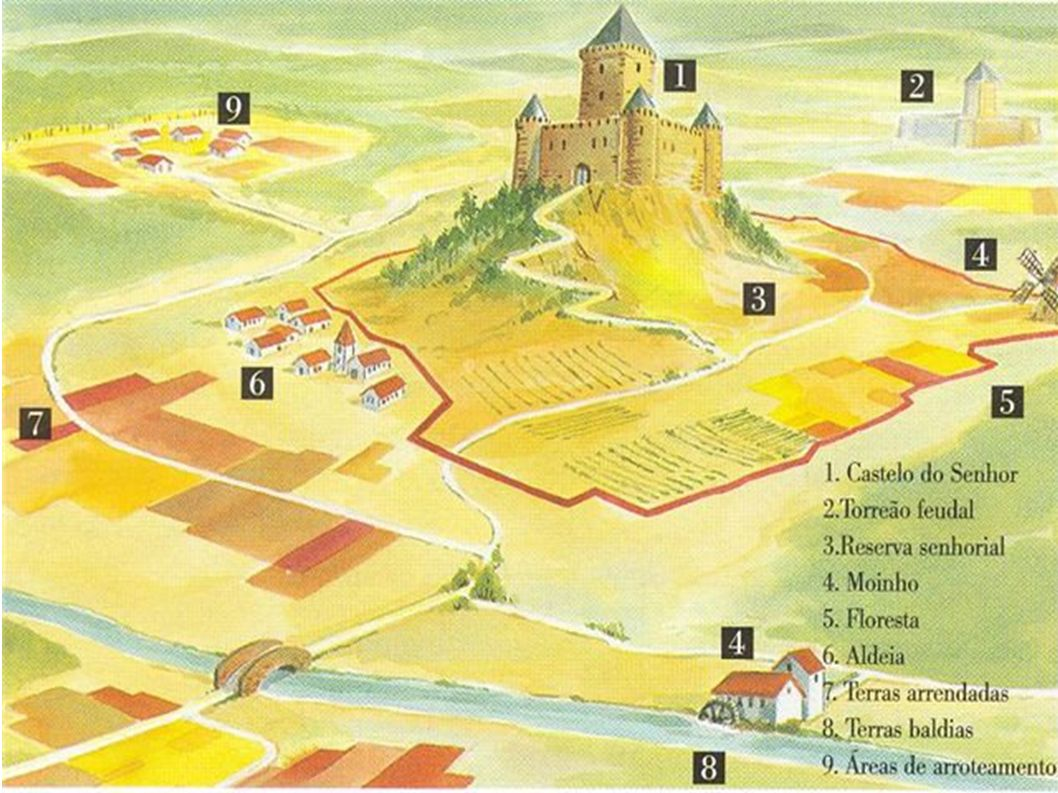 1
2
9
4
3
6
5
7
1. Castelo do Senhor
2.Torreão feudal
3.Reserva senhorial
4. Moinho
5. Floresta
4
6. Aldeia
7. Terras arrendadas
8. Terras baldias
8
9. Áreas de arroteamento